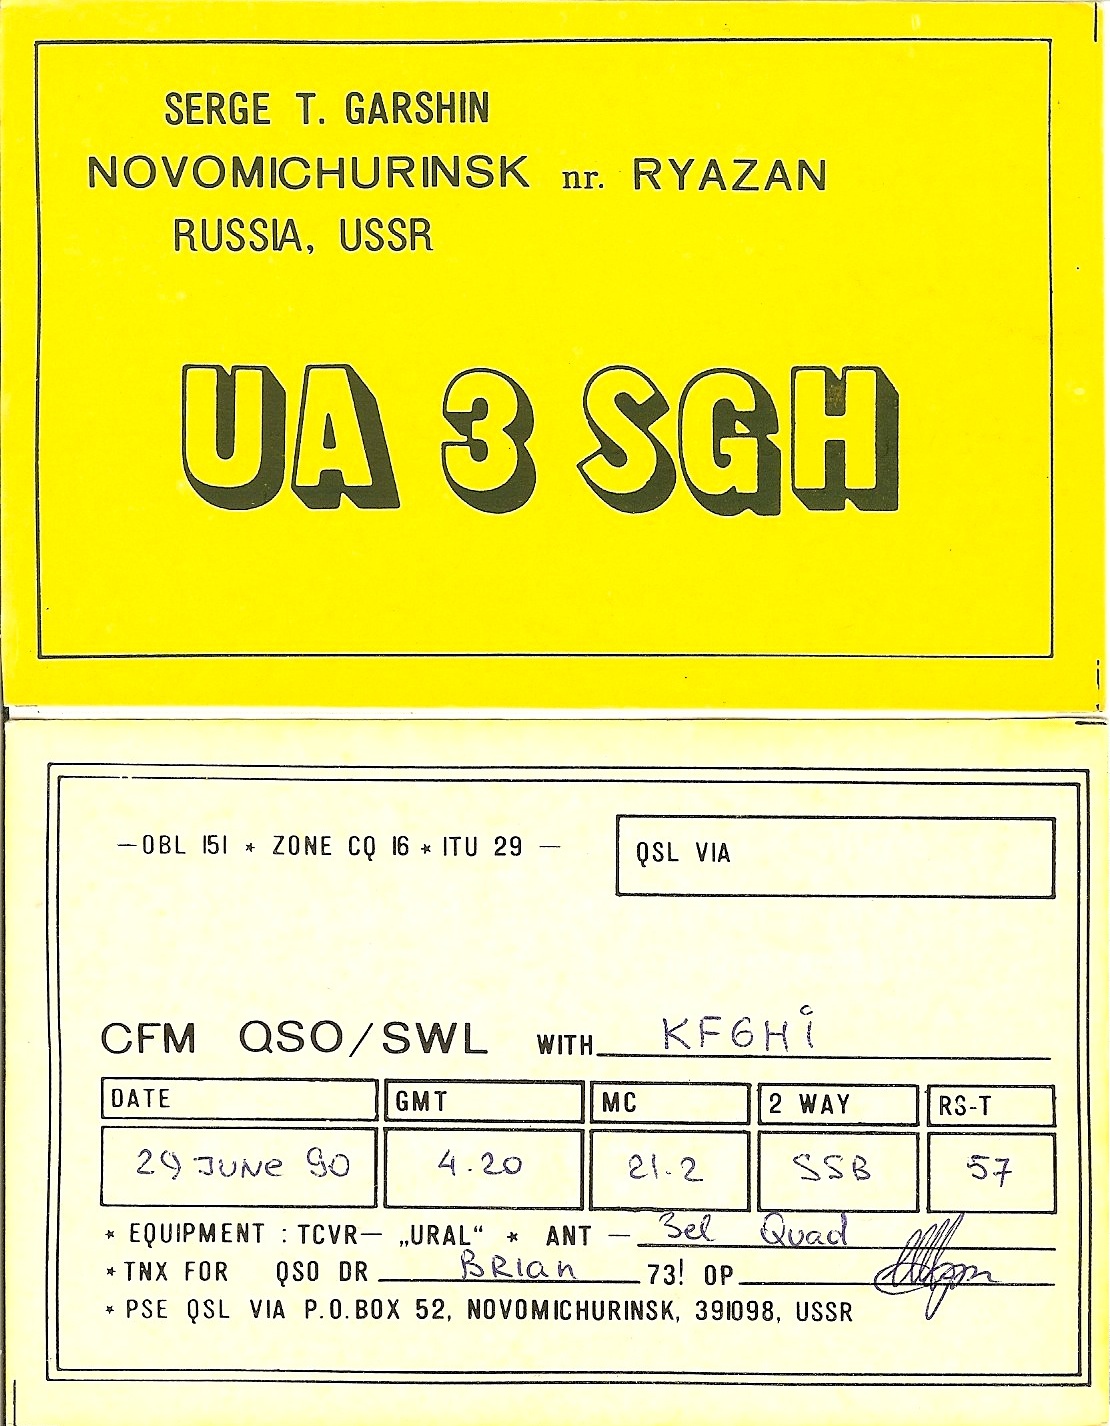 SERGE T. GARSHIN
NOVOMICHURINSK nr. RYAZAN
RUSSIA, USSR
UA 3 SGH
—OBL 151 * ZONE CQ 16 * ITU 29 —
QSL VIA
CFM QSO/SWL WITH KF6Hi
DATE GMT MC 2 WAY RS-T
29 JUNE 90 4.20 21.2 SSB 57
* EQUIPMENT : TCVR— „URAL“ * ANT — 3el Quad
* TNX FOR QSO DR BRian 73! OP
* PSE QSL VIA P.O.BOX 52, NOVOMICHURINSK, 391098, USSR